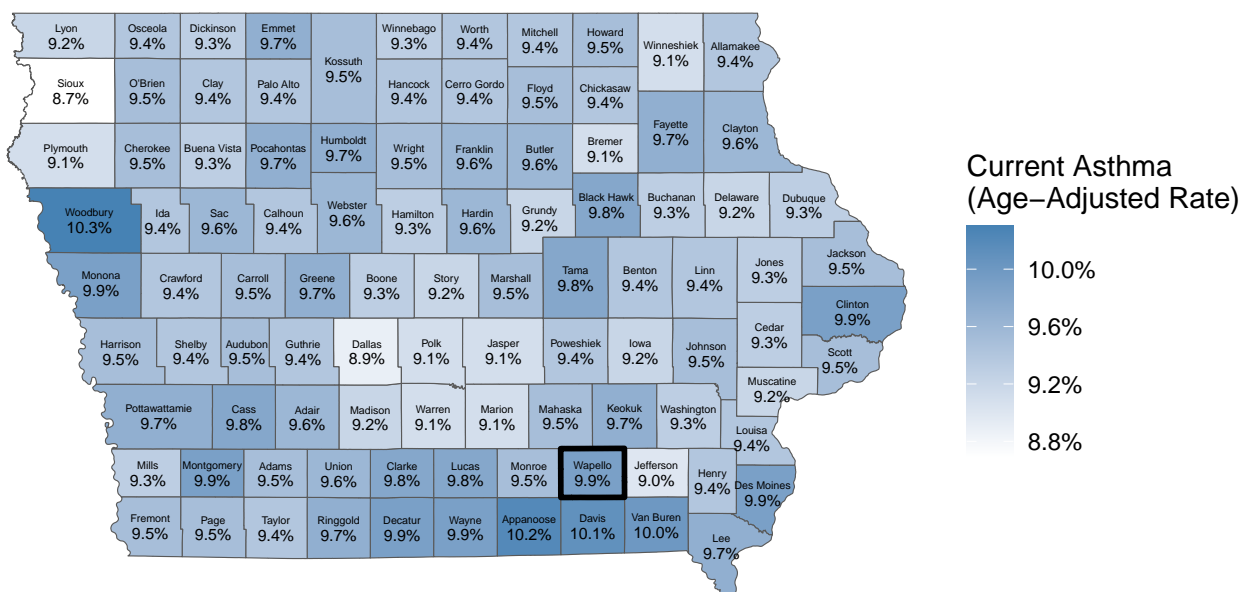 Lyon
9.2%
Osceola
9.4%
Dickinson
9.3%
Emmet
9.7%
Kossuth
9.5%
Winnebago
9.3%
Worth
9.4%
Mitchell
9.4%
Howard
9.5%
Winneshiek
9.1%
Allamakee
9.4%
Sioux
8.7%
O'Brien
9.5%
Clay
9.4%
Palo Alto
9.4%
Hancock
9.4%
Cerro Gordo
9.4%
Floyd
9.5%
Chickasaw
9.4%
Fayette
9.7%
Clayton
9.6%
Plymouth
9.1%
Cherokee
9.5%
Buena Vista
9.3%
Pocahontas
9.7%
Humboldt
9.7%
Wright
9.5%
Franklin
9.6%
Butler
9.6%
Bremer
9.1%
Woodbury
10.3%
Ida
9.4%
Sac
9.6%
Calhoun
9.4%
Webster
9.6%
Hamilton
9.3%
Hardin
9.6%
Grundy
9.2%
Black Hawk
9.8%
Buchanan
9.3%
Delaware
9.2%
Dubuque
9.3%
Monona
9.9%
Crawford
9.4%
Carroll
9.5%
Greene
9.7%
Boone
9.3%
Story
9.2%
Marshall
9.5%
Tama
9.8%
Benton
9.4%
Linn
9.4%
Jones
9.3%
Jackson
9.5%
Clinton
9.9%
Harrison
9.5%
Shelby
9.4%
Audubon
9.5%
Guthrie
9.4%
Dallas
8.9%
Polk
9.1%
Jasper
9.1%
Poweshiek
9.4%
Iowa
9.2%
Johnson
9.5%
Cedar
9.3%
Scott
9.5%
Muscatine
9.2%
Pottawattamie
9.7%
Cass
9.8%
Adair
9.6%
Madison
9.2%
Warren
9.1%
Marion
9.1%
Mahaska
9.5%
Keokuk
9.7%
Washington
9.3%
Louisa
9.4%
Mills
9.3%
Montgomery
9.9%
Adams
9.5%
Union
9.6%
Clarke
9.8%
Lucas
9.8%
Monroe
9.5%
Wapello
9.9%
Jefferson
9.0%
Henry
9.4%
Des Moines
9.9%
Fremont
9.5%
Page
9.5%
Taylor
9.4%
Ringgold
9.7%
Decatur
9.9%
Wayne
9.9%
Appanoose
10.2%
Davis
10.1%
Van Buren
10.0%
Lee
9.7%
Current Asthma
(Age−Adjusted Rate)
10.0%
9.6%
9.2%
8.8%